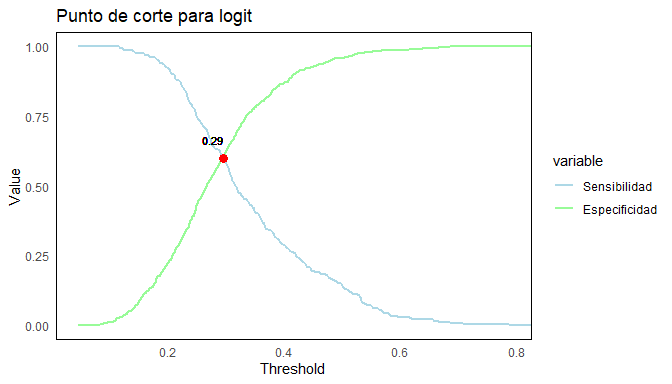 Punto de corte para logit
1.00
0.75
0.50
0.25
0.00
Value
0.29
0.2
0.4
0.6
0.8
Threshold
variable
Sensibilidad
Especificidad